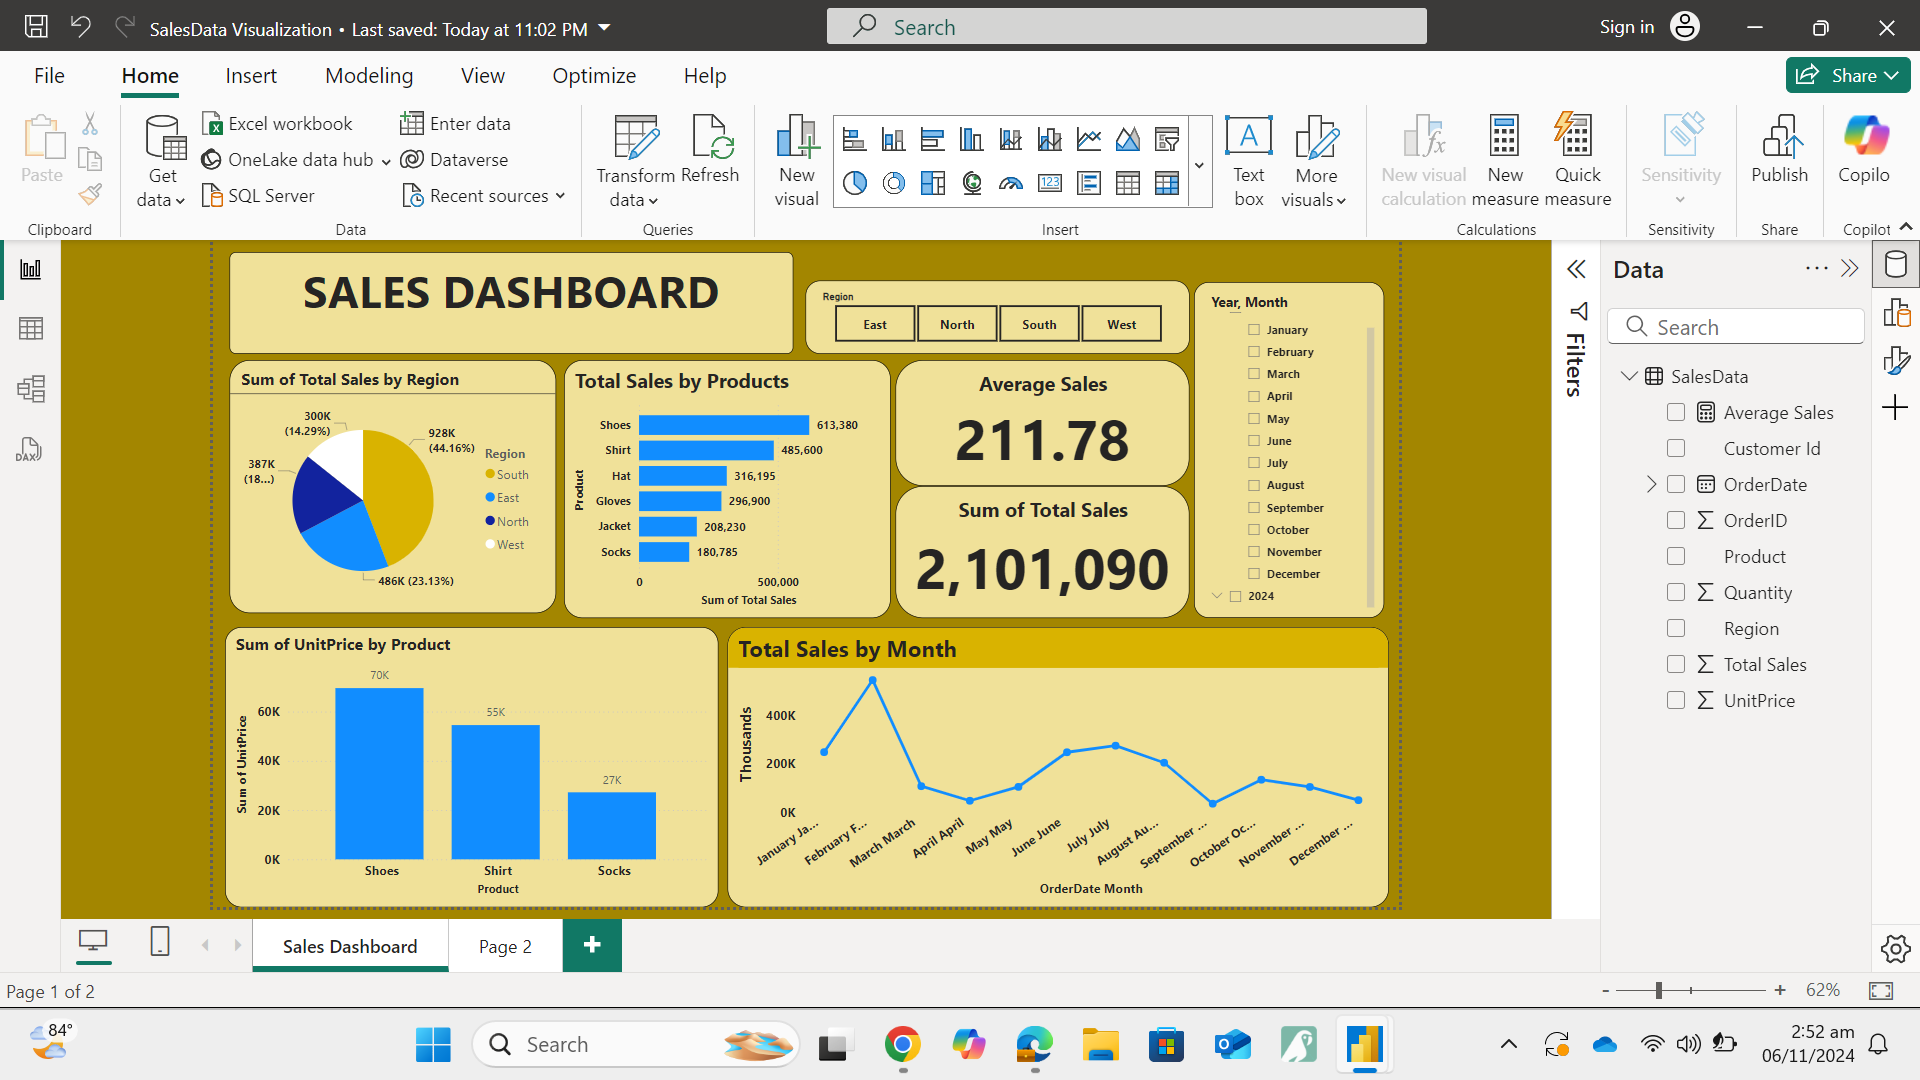 SalesData Visualization • Last saved: Today at 11:02 PM
Search
Sign in
File
Home
Insert
Modeling
View
Optimize
Help
Share
Paste
Get data
Excel workbook
OneLake data hub
SQL Server
Enter data
Dataverse
Recent sources
Transform data
Refresh
New visual
123
A
Text box
More visuals
New visual calculation
New measure
Quick measure
Sensitivity
Publish
Copilo
Clipboard
Data
Queries
Insert
Calculations
Sensitivity
Share
Copilot
DAX
SALES DASHBOARD
Region
East
North
South
West
Year, Month
January
February
March
April
May
June
July
August
September
October
November
December
2024
Sum of Total Sales by Region
300K
(14.29%)
928K
(44.16%)
387K
(18...)
486K (23.13%)
Region
South
East
North
West
Total Sales by Products
Product
Shoes 613,380
Shirt 485,600
Hat 316,195
Gloves 296,900
Jacket 208,230
Socks 180,785
0 500,000
Sum of Total Sales
Average Sales
211.78
Sum of Total Sales
2,101,090
Sum of UnitPrice by Product
Sum of UnitPrice
60K
40K
20K
0K
70K
55K
27K
Shoes
Shirt
Socks
Product
Total Sales by Month
Thousands
400K
200K
0K
January Ja...
February F...
March March
April April
May May
June June
July July
August Au...
September ...
October Oc...
November ...
December ...
OrderDate Month
Filters
Data
Search
SalesData
Average Sales
Customer Id
OrderDate
OrderID
Product
Quantity
Region
Total Sales
UnitPrice
Sales Dashboard
Page 2
Page 1 of 2
62%
84°
Search
2:52 am
06/11/2024